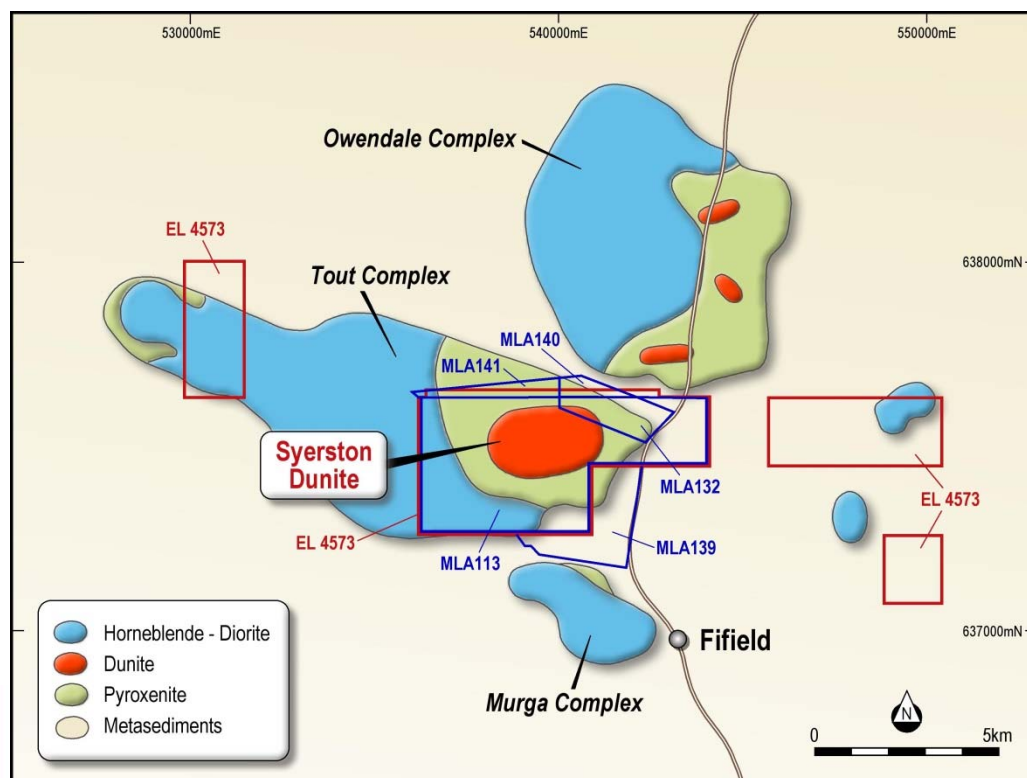 530000mE
540000mE
550000mE
Owendale Complex
EL 4573
Tout Complex
638000mN
MLA140
MLA141
Syerston
Dunite
MLA132
EL 4573
EL 4573
MLA113
MLA139
Horneblende - Diorite
Dunite
Pyroxenite
Metasediments
637000mN
Fifield
Murga Complex
N
0
5km